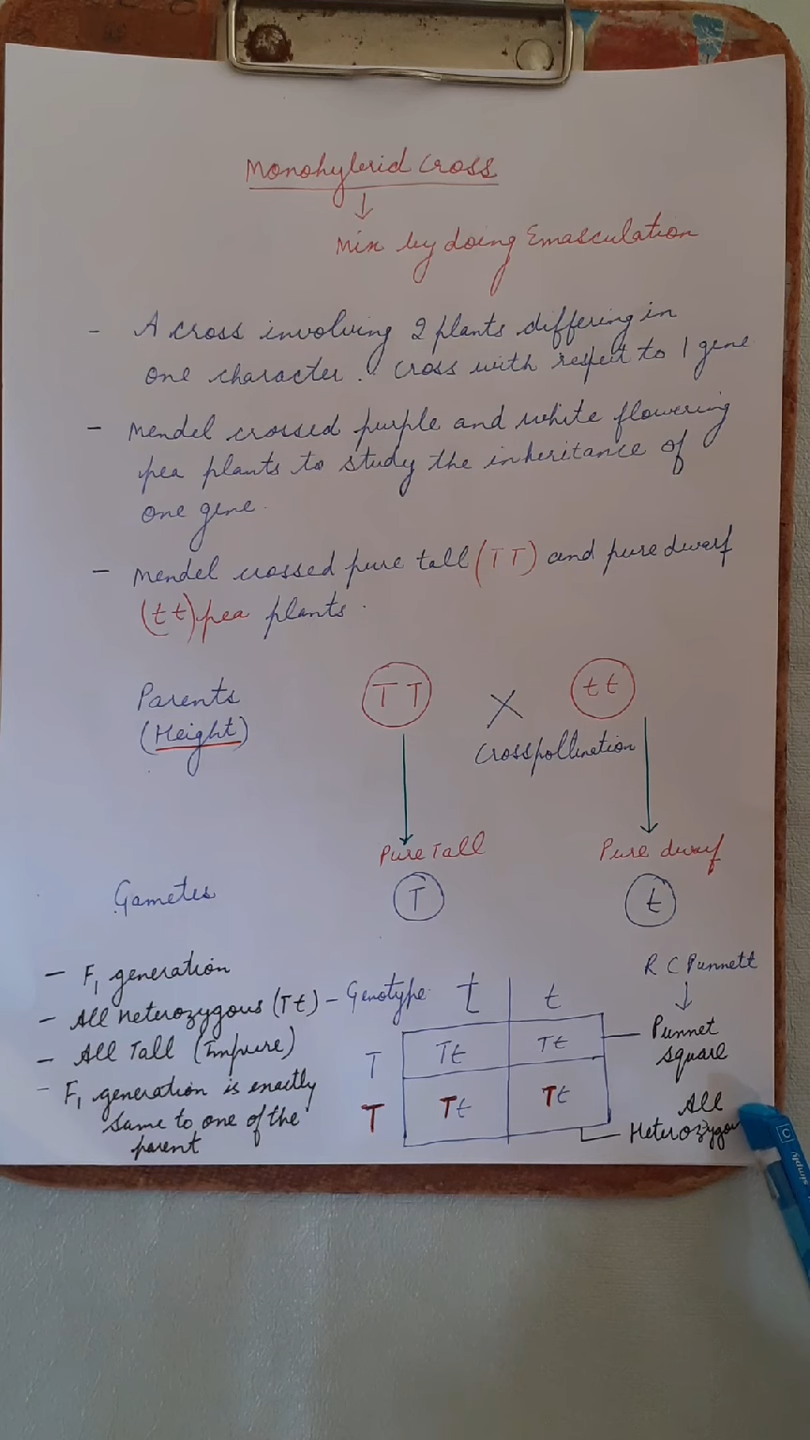 Monohybrid Cross
Mix by doing Emasculation
- A cross involving 2 plants differing in
one character. Cross with respet to 1 gene
- Mendel crossed purple and white flowering
pea plants to study the inheritance of
one gene.
- Mendel crossed pure tall (TT) and pure dwarf
(tt) pea plants.
Parents TT X tt
(Height) Crosspollination
Pure Tall Pure dwarf
Gametes T t
- F1 generation R C Punnett
- All Heterozygous (Tt) - Genotype t t
Punnet
- All Tall (Impure) T Tt Tt square
- F1 generation is exactly
same to one of the T Tt Tt All
parent Heterozygou
simply